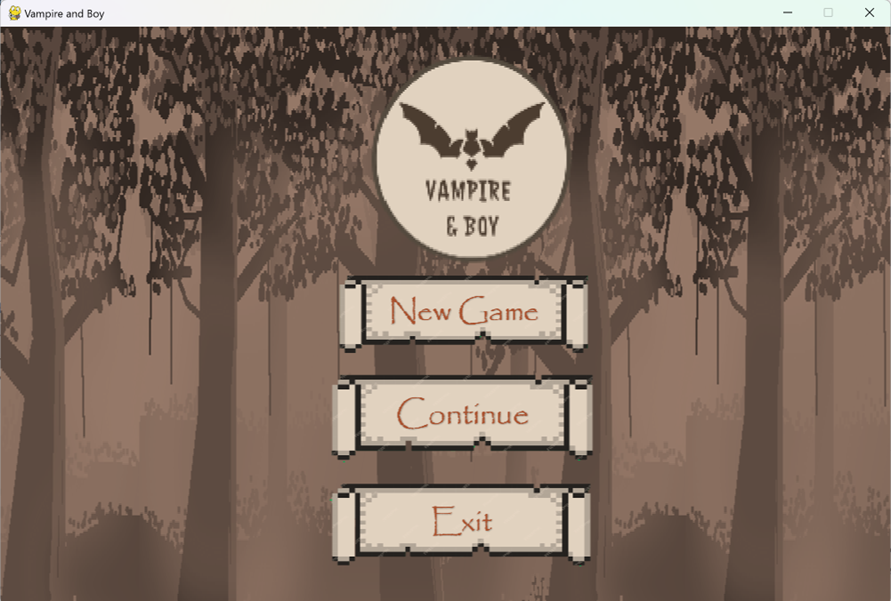 Vampire and Boy
VAMPIRE
& BOY
New Game
Continue
Exit